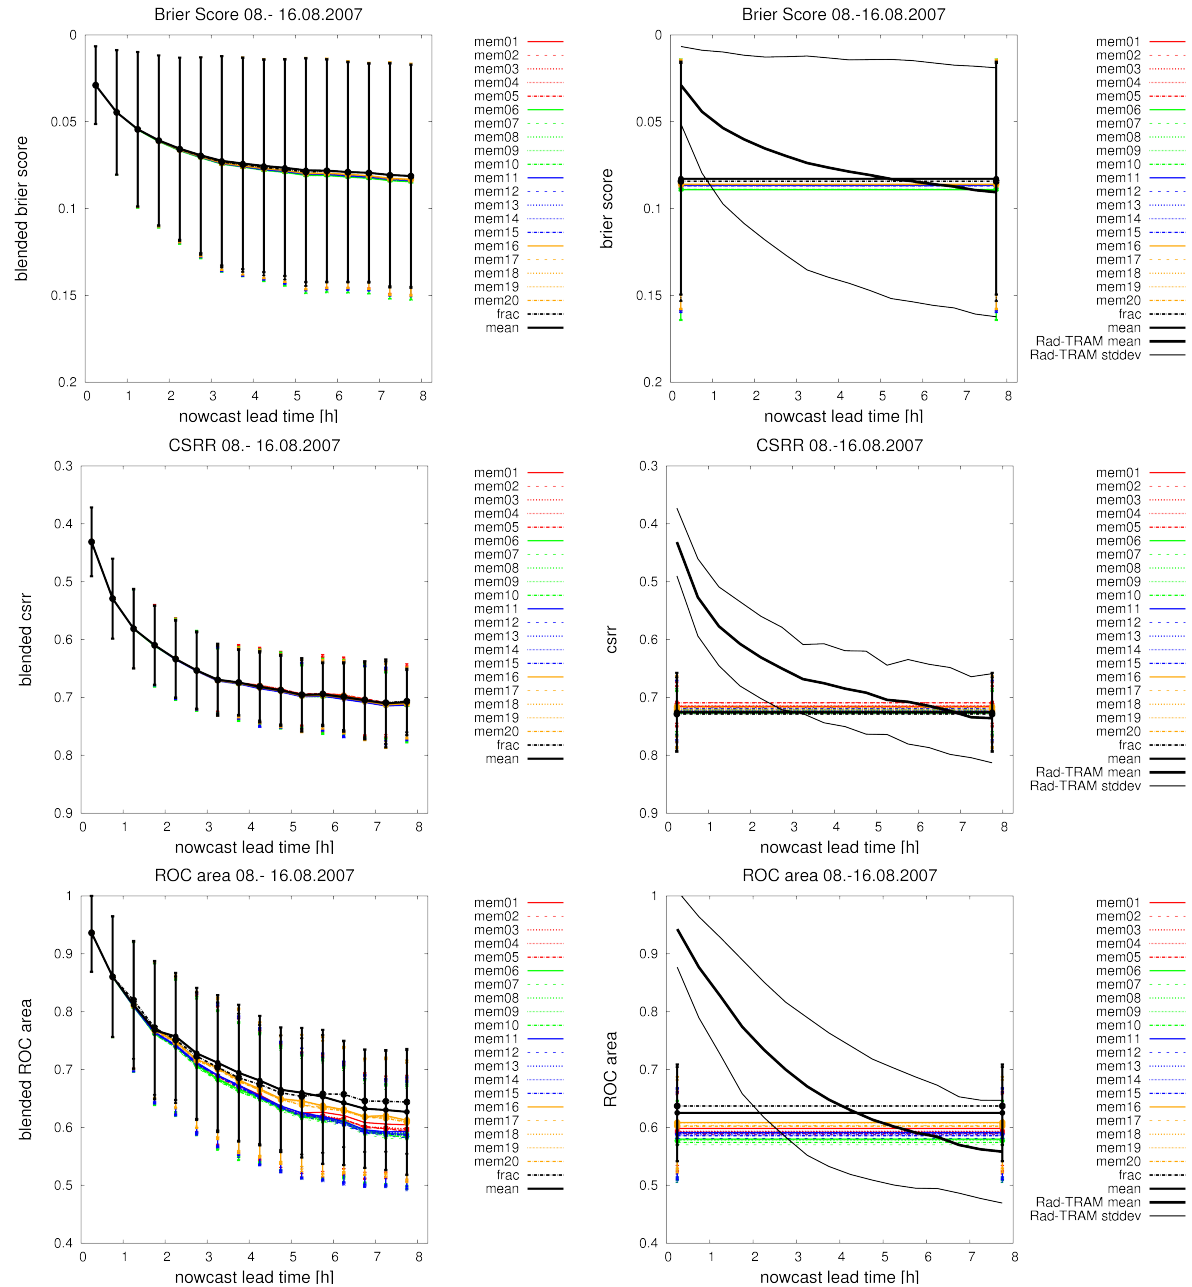 Brier Score 08.- 16.08.2007
0
0.05
0.1
0.15
0.2
blended brier score
0 1 2 3 4 5 6 7 8
nowcast lead time [h]
mem01
mem02
mem03
mem04
mem05
mem06
mem07
mem08
mem09
mem10
mem11
mem12
mem13
mem14
mem15
mem16
mem17
mem18
mem19
mem20
frac
mean
Brier Score 08.-16.08.2007
0
0.05
0.1
0.15
0.2
brier score
0 1 2 3 4 5 6 7 8
nowcast lead time [h]
mem01
mem02
mem03
mem04
mem05
mem06
mem07
mem08
mem09
mem10
mem11
mem12
mem13
mem14
mem15
mem16
mem17
mem18
mem19
mem20
frac
mean
Rad-TRAM mean
Rad-TRAM stddev
CSRR 08.- 16.08.2007
0.3
0.4
0.5
0.6
0.7
0.8
0.9
blended csrr
0 1 2 3 4 5 6 7 8
nowcast lead time [h]
mem01
mem02
mem03
mem04
mem05
mem06
mem07
mem08
mem09
mem10
mem11
mem12
mem13
mem14
mem15
mem16
mem17
mem18
mem19
mem20
frac
mean
CSRR 08.-16.08.2007
0.3
0.4
0.5
0.6
0.7
0.8
0.9
csrr
0 1 2 3 4 5 6 7 8
nowcast lead time [h]
mem01
mem02
mem03
mem04
mem05
mem06
mem07
mem08
mem09
mem10
mem11
mem12
mem13
mem14
mem15
mem16
mem17
mem18
mem19
mem20
frac
mean
Rad-TRAM mean
Rad-TRAM stddev
ROC area 08.- 16.08.2007
1
0.9
0.8
0.7
0.6
0.5
0.4
blended ROC area
0 1 2 3 4 5 6 7 8
nowcast lead time [h]
mem01
mem02
mem03
mem04
mem05
mem06
mem07
mem08
mem09
mem10
mem11
mem12
mem13
mem14
mem15
mem16
mem17
mem18
mem19
mem20
frac
mean
ROC area 08.-16.08.2007
1
0.9
0.8
0.7
0.6
0.5
0.4
ROC area
0 1 2 3 4 5 6 7 8
nowcast lead time [h]
mem01
mem02
mem03
mem04
mem05
mem06
mem07
mem08
mem09
mem10
mem11
mem12
mem13
mem14
mem15
mem16
mem17
mem18
mem19
mem20
frac
mean
Rad-TRAM mean
Rad-TRAM stddev